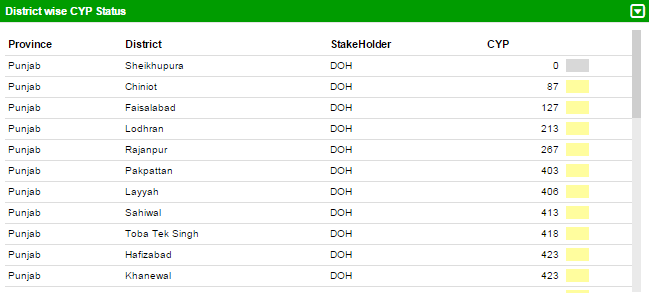 District wise CYP Status
Province District StakeHolder CYP
Punjab Sheikhupura DOH 0
Punjab Chiniot DOH 87
Punjab Faisalabad DOH 127
Punjab Lodhran DOH 213
Punjab Rajanpur DOH 267
Punjab Pakpattan DOH 403
Punjab Layyah DOH 406
Punjab Sahiwal DOH 413
Punjab Toba Tek Singh DOH 418
Punjab Hafizabad DOH 423
Punjab Khanewal DOH 423